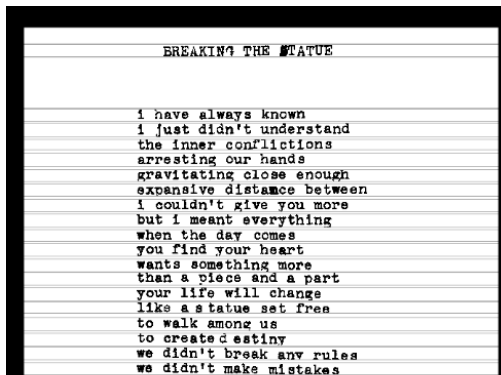 BREAKING THE STATUE
i have always known
i just didn't understand
the inner conflictions
arresting our hands
gravitating close enough
expansive distance between
i couldn't give you more
but i meant everything
when the day comes
you find your heart
wants something more
than a piece and a part
your life will change
like a statue set free
to walk among us
to created estiny
we didn't break any rules
we didn't make mistakes